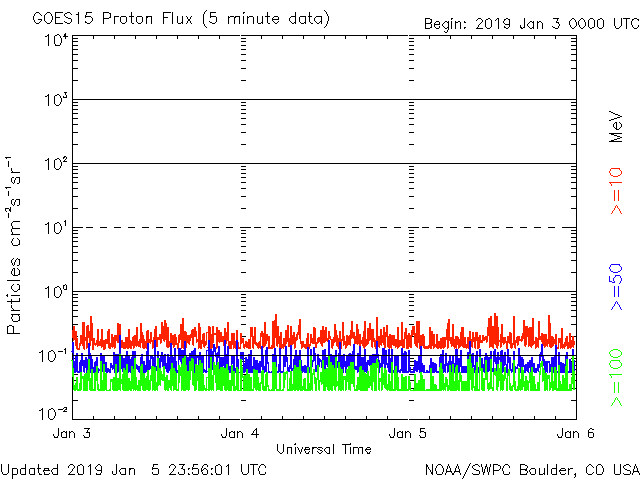 GOES15 Proton Flux (5 minute data)
Begin: 2019 Jan 3 0000 UTC
Particles cm⁻²s⁻¹sr⁻¹
10⁴
10³
10²
10¹
10⁰
10⁻¹
10⁻²
Jan 3 Jan 4 Jan 5 Jan 6
Universal Time
MeV
>=10
>=50
>=100
Updated 2019 Jan 5 23:56:01 UTC
NOAA/SWPC Boulder, CO USA